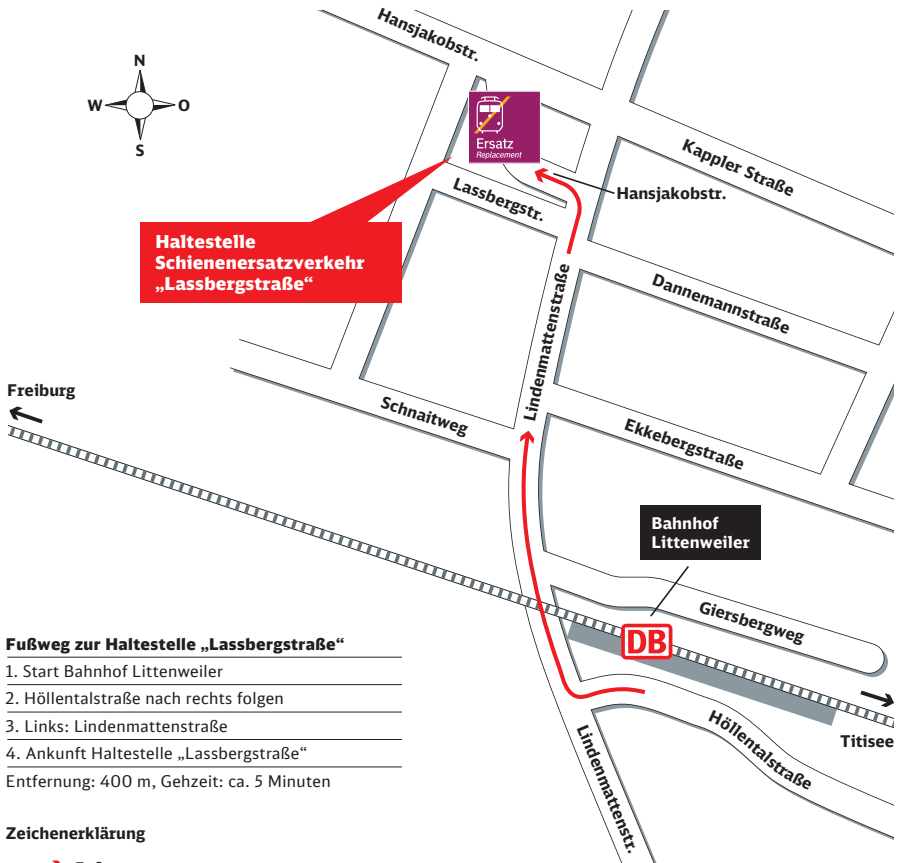 Hansjakobstr.
N
W
O
S
Ersatz
Replacement
Kappler Straße
Hansjakobstr.
Lassbergstr.
Haltestelle
Schienenersatzverkehr
„Lassbergstraße“
Dannemannstraße
Lindenmattenstraße
Freiburg
Schnaitweg
Ekkebergstraße
Bahnhof
Littenweiler
Giersbergweg
DB
Fußweg zur Haltestelle „Lassbergstraße“
1. Start Bahnhof Littenweiler
2. Höllentalstraße nach rechts folgen
3. Links: Lindenmattenstraße
4. Ankunft Haltestelle „Lassbergstraße“
Entfernung: 400 m, Gehzeit: ca. 5 Minuten
Höllentalstraße
Titisee
Lindenmattenstr.
Zeichenerklärung